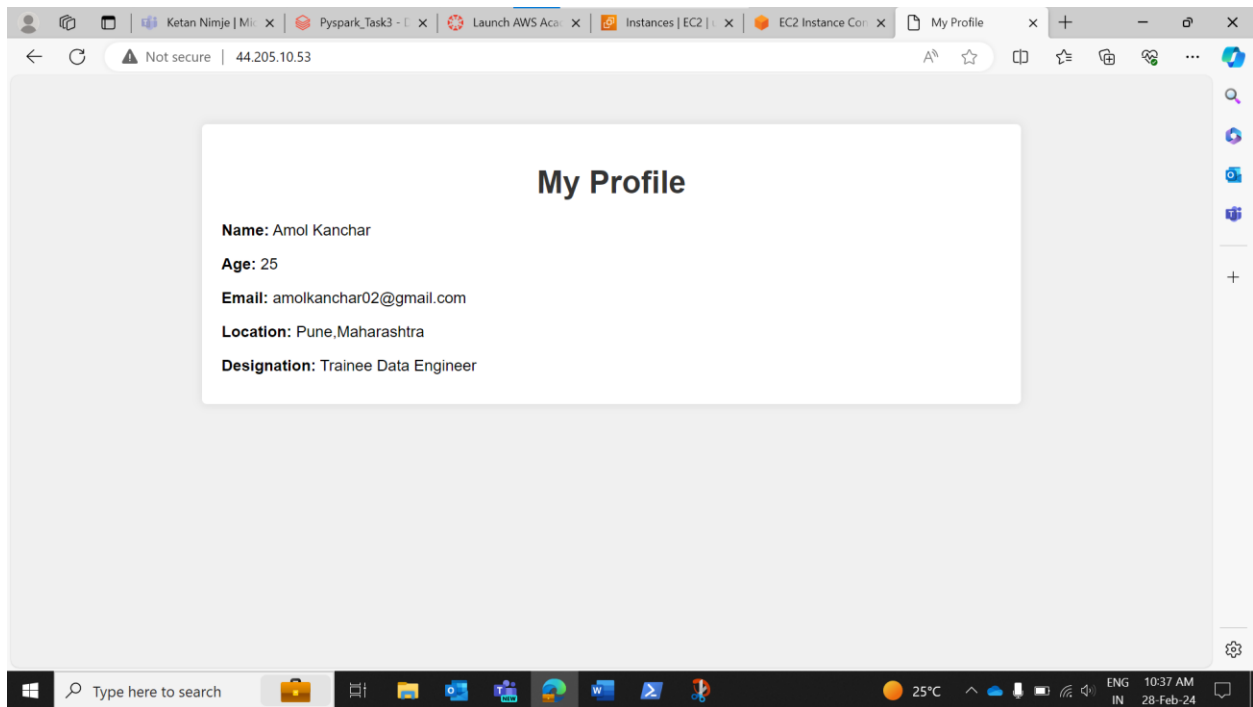 Ketan Nimje | Mic
Pyspark_Task3 - D
Launch AWS Acad
Instances | EC2 | u
EC2 Instance Con
My Profile
Not secure | 44.205.10.53
My Profile
Name: Amol Kanchar
Age: 25
Email: amolkanchar02@gmail.com
Location: Pune,Maharashtra
Designation: Trainee Data Engineer
Type here to search
25°C
ENG
IN
10:37 AM
28-Feb-24